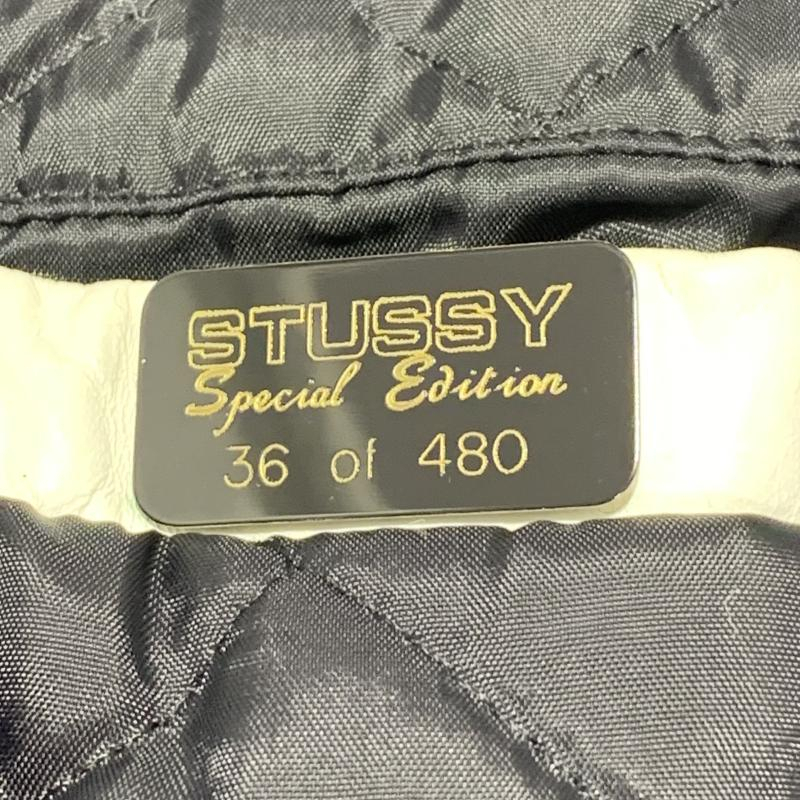 STUSSY
Special Edition
36 of 480